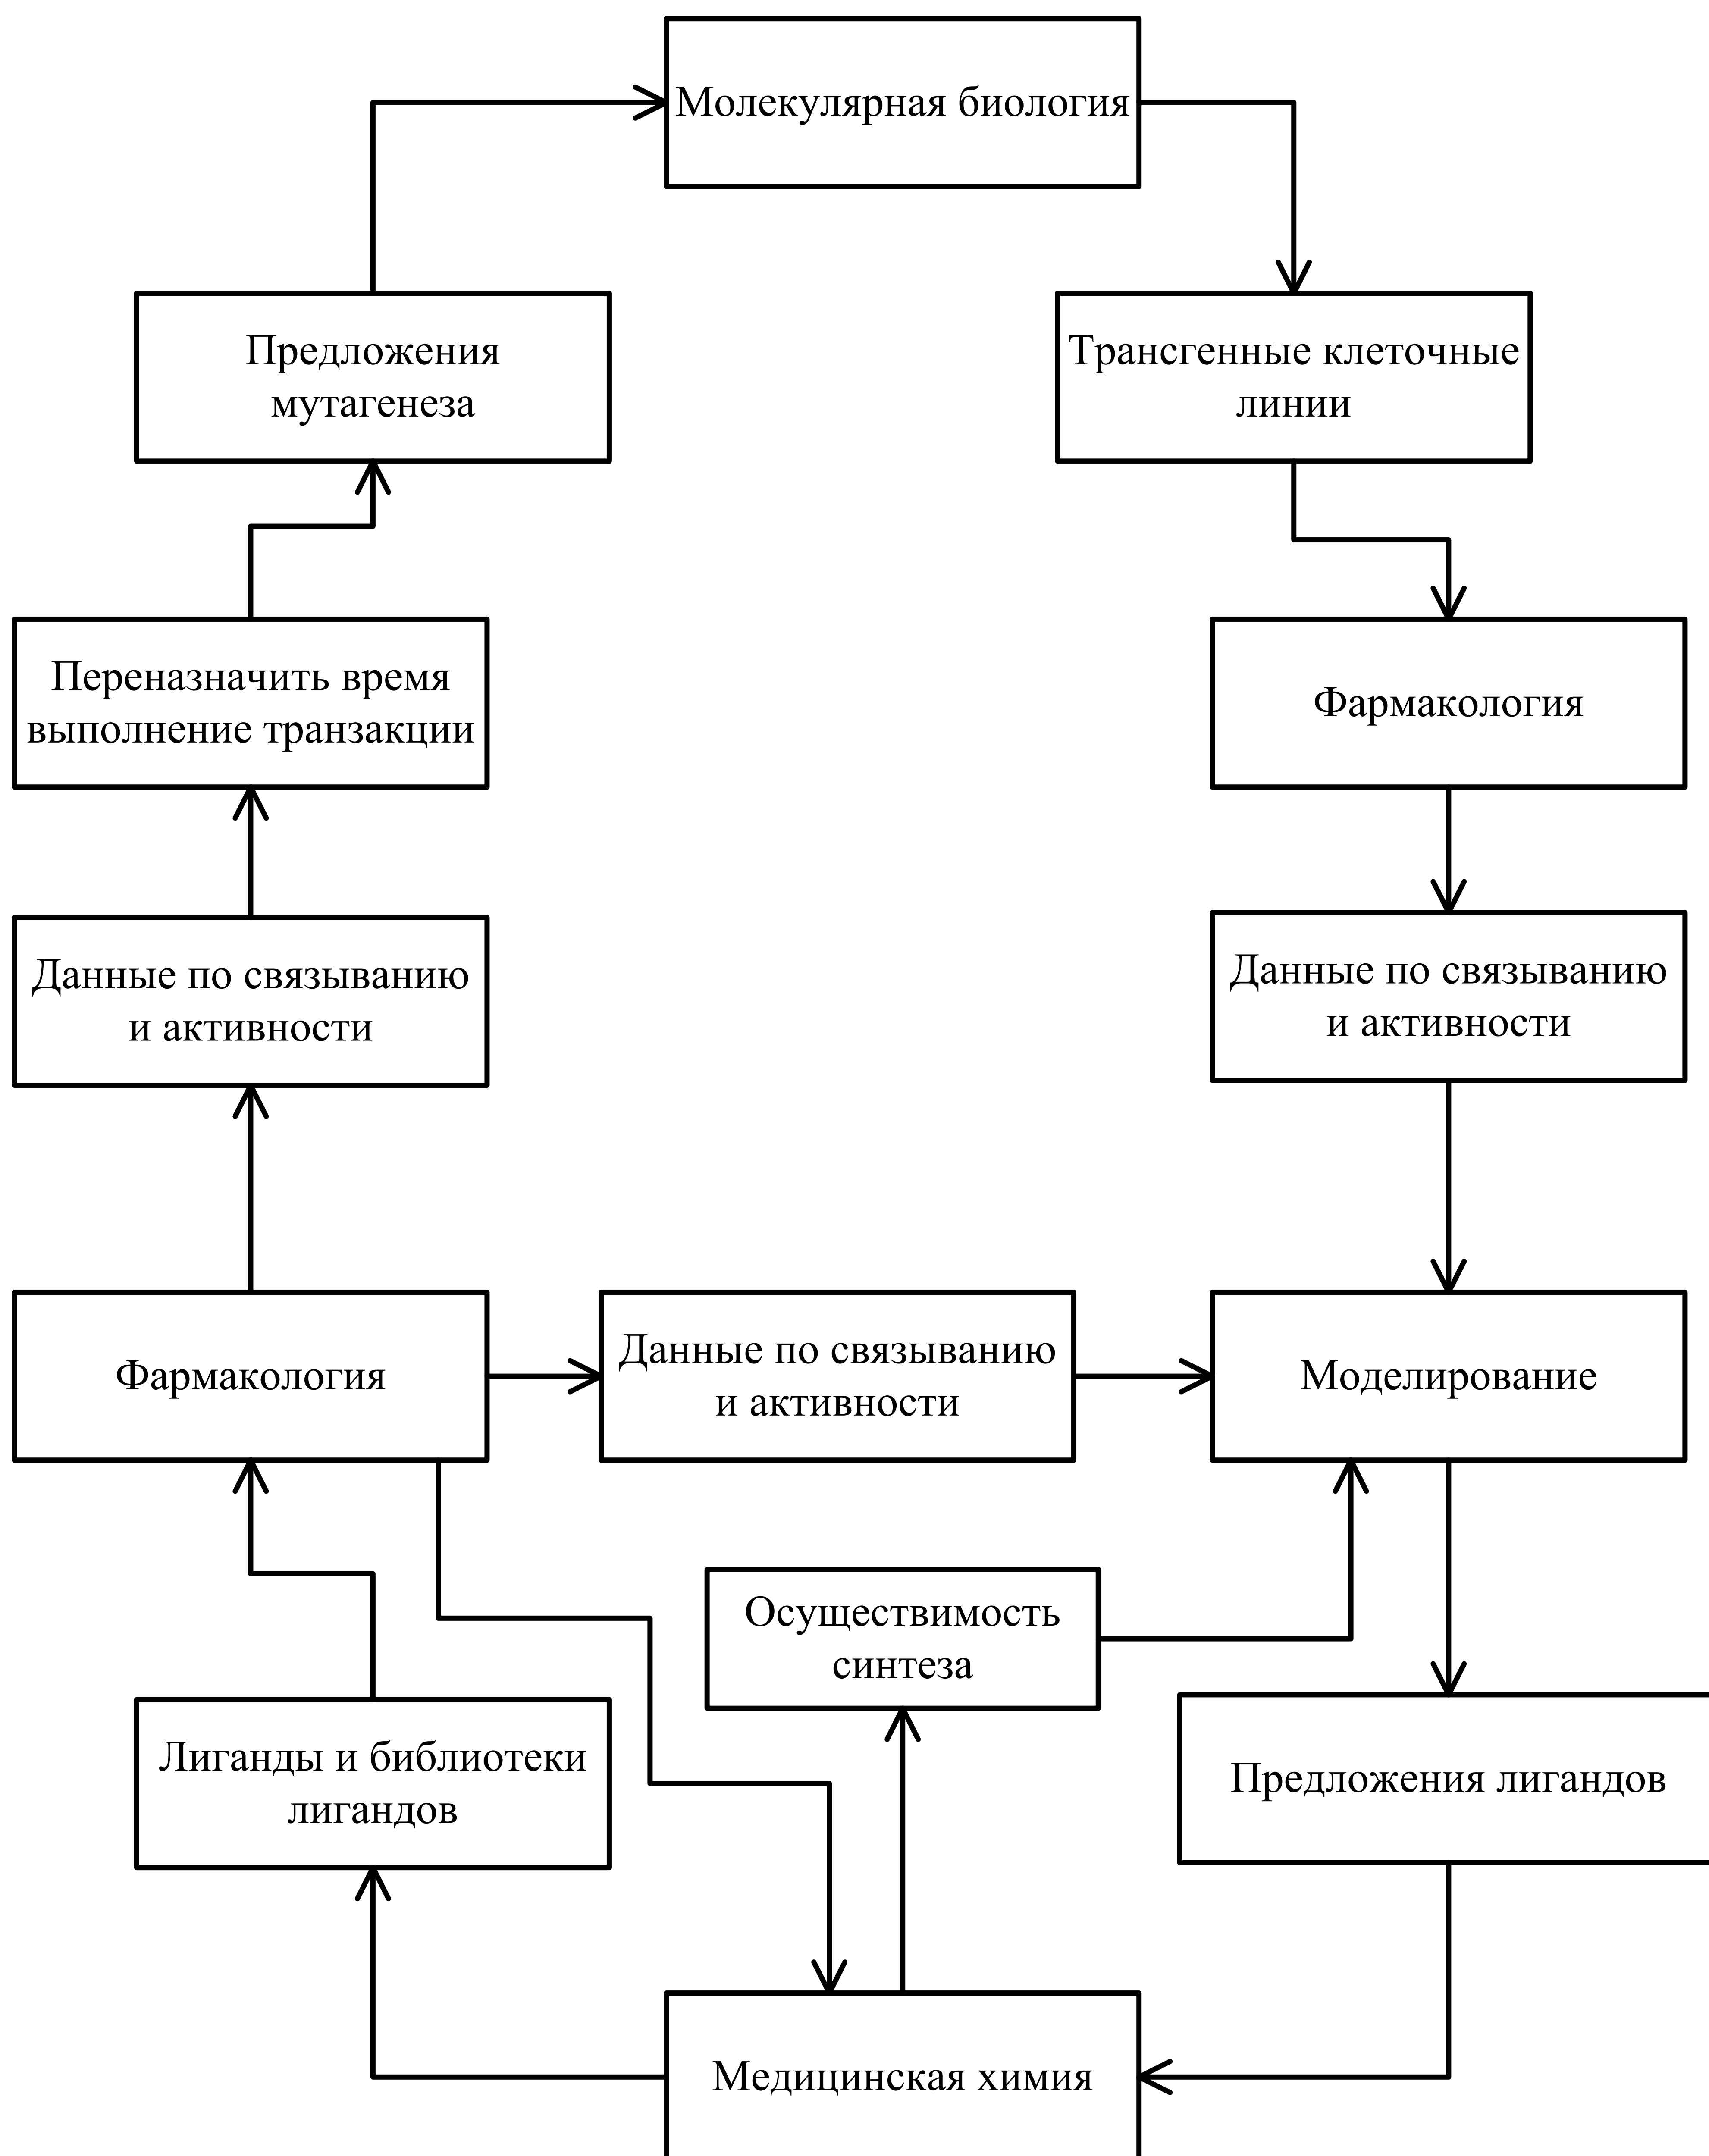 Молекулярная биология
Предложения
мутагенеза
Трансгенные клеточные
линии
Переназначить время
выполнение транзакции
Фармакология
Данные по связыванию
и активности
Данные по связыванию
и активности
Фармакология
Данные по связыванию
и активности
Моделирование
Осуществимость
синтеза
Лиганды и библиотеки
лигандов
Предложения лигандов
Медицинская химия